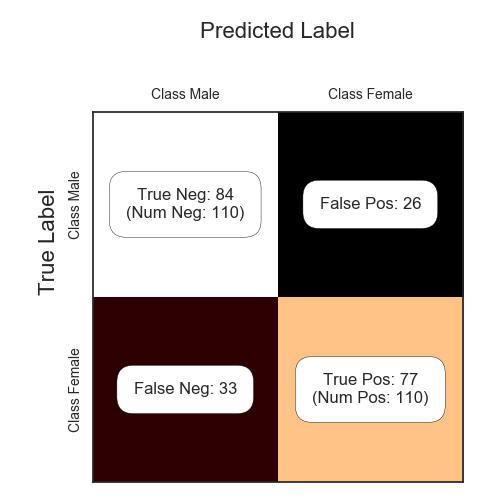 Predicted Label
Class Male
Class Female
True Label
Class Male
True Neg: 84
(Num Neg: 110)
False Pos: 26
Class Female
False Neg: 33
True Pos: 77
(Num Pos: 110)